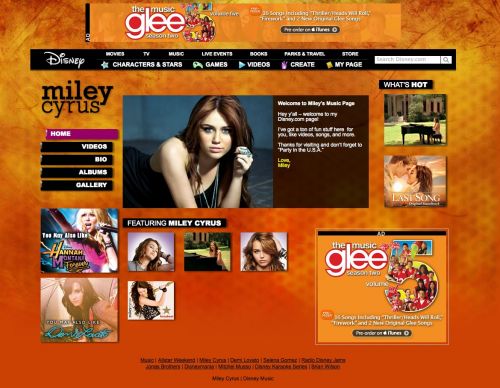 the music
glee
season two
volume five
16 Songs Including "Thriller/Heads Will Roll,"
"Firework" and 2 New Original Glee Songs
Pre-order on iTunes
AD
Disney
MOVIES TV MUSIC LIVE EVENTS BOOKS PARKS & TRAVEL STORE
CHARACTERS & STARS GAMES VIDEOS CREATE MY PAGE
Search Disney.com
miley
cyrus
HOME
VIDEOS
BIO
ALBUMS
GALLERY
Welcome to Miley's Music Page
Hey y'all – welcome to my
Disney.com page!
I've got a ton of fun stuff here for
you, like videos, songs, and more.
Thanks for visiting and don't forget to
"Party in the U.S.A."
Love,
Miley
WHAT'S HOT
THE
LAST SONG
Original Soundtrack
You May Also Like
HANNAH
MONTANA
Forever
YOU MAY ALSO LIKE
Demi Lovato
FEATURING MILEY CYRUS
AD
the music
glee
season two
volume
16 Songs Including "Thriller/Heads Will Roll,"
"Firework" and 2 New Original Glee Songs
Pre-order on iTunes
Music | Allstar Weekend | Miley Cyrus | Demi Lovato | Selena Gomez | Radio Disney Jams
Jonas Brothers | Disneymania | Mitchel Musso | Disney Karaoke Series | Brian Wilson
Miley Cyrus | Disney Music